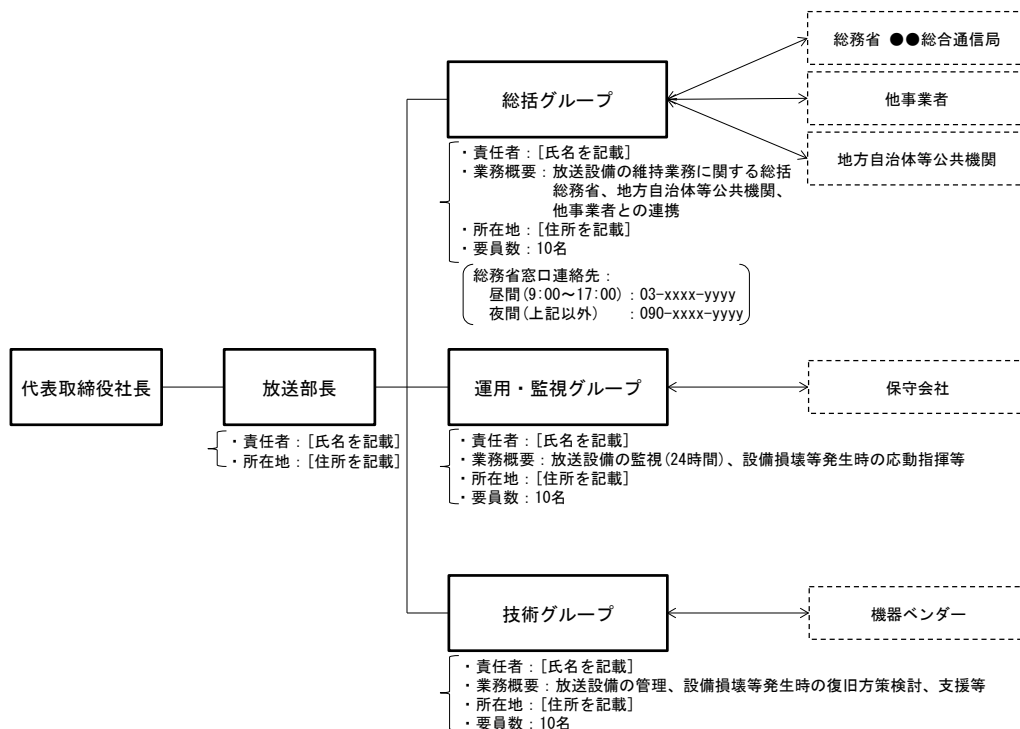 総務省 ●●総合通信局
総括グループ
他事業者
地方自治体等公共機関
・責任者：[氏名を記載]
・業務概要：放送設備の維持業務に関する総括
総務省、地方自治体等公共機関、
他事業者との連携
・所在地：[住所を記載]
・要員数：10名
総務省窓口連絡先：
昼間(9:00～17:00)：03-xxxx-yyyy
夜間(上記以外)　：090-xxxx-yyyy
代表取締役社長
放送部長
運用・監視グループ
保守会社
・責任者：[氏名を記載]
・所在地：[住所を記載]
・責任者：[氏名を記載]
・業務概要：放送設備の監視(24時間)、設備損壊等発生時の応動指揮等
・所在地：[住所を記載]
・要員数：10名
技術グループ
機器ベンダー
・責任者：[氏名を記載]
・業務概要：放送設備の管理、設備損壊等発生時の復旧方策検討、支援等
・所在地：[住所を記載]
・要員数：10名